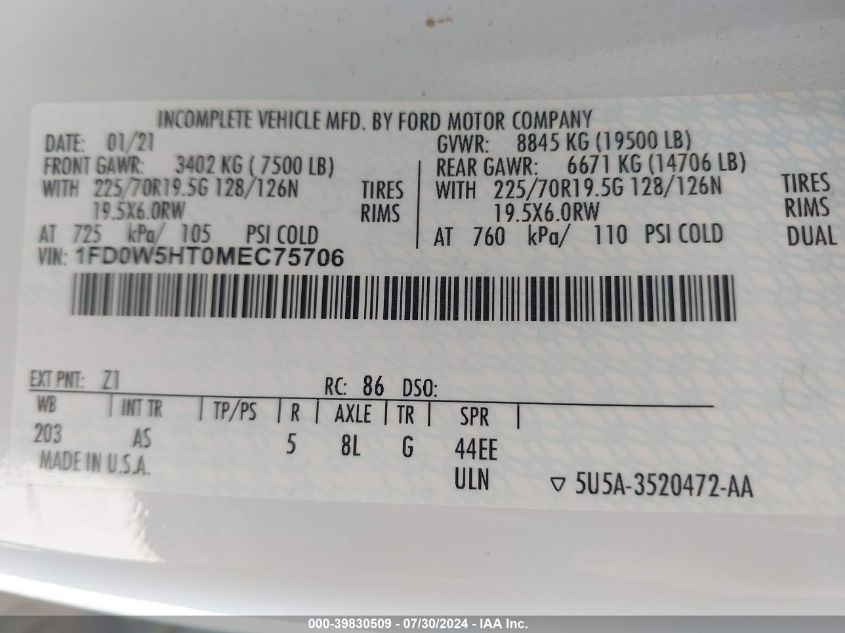 INCOMPLETE VEHICLE MFD. BY FORD MOTOR COMPANY
DATE: 01/21 GVWR: 8845 KG (19500 LB)
FRONT GAWR: 3402 KG ( 7500 LB) REAR GAWR: 6671 KG (14706 LB)
WITH 225/70R19.5G 128/126N TIRES WITH 225/70R19.5G 128/126N TIRES
19.5X6.0RW RIMS 19.5X6.0RW RIMS
AT 725 kPa/ 105 PSI COLD AT 760 kPa/ 110 PSI COLD DUAL
VIN: 1FD0W5HT0MEC75706
EXT PNT: Z1 RC: 86 DSO:
WB INT TR TP/PS R AXLE TR SPR
203 AS 5 8L G 44EE
MADE IN U.S.A. ULN 5U5A-3520472-AA
000-39830509 / 07/30/2024 - IAA Inc.